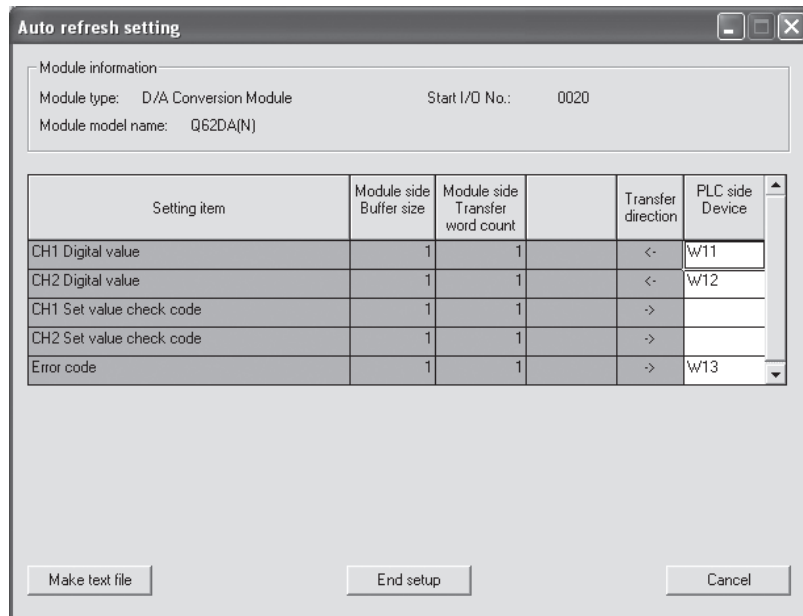 Auto refresh setting
Module information
Module type: D/A Conversion Module Start I/O No.: 0020
Module model name: Q62DA(N)
Setting item Module side Buffer size Module side Transfer word count Transfer direction PLC side Device
CH1 Digital value 1 1 <- W11
CH2 Digital value 1 1 <- W12
CH1 Set value check code 1 1 ->
CH2 Set value check code 1 1 ->
Error code 1 1 -> W13
Make text file End setup Cancel